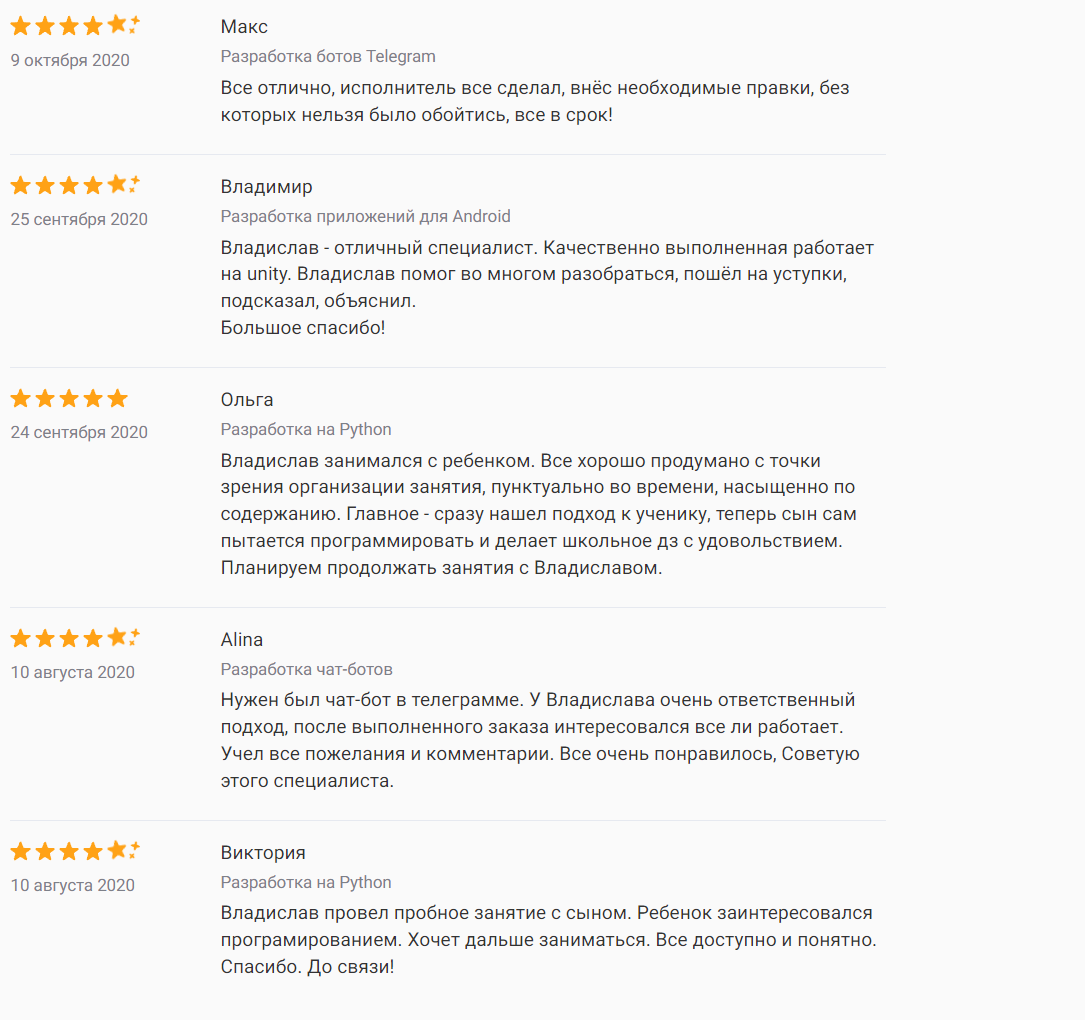 Макс
9 октября 2020
Разработка ботов Telegram
Все отлично, исполнитель все сделал, внёс необходимые правки, без
которых нельзя было обойтись, все в срок!
Владимир
25 сентября 2020
Разработка приложений для Android
Владислав - отличный специалист. Качественно выполненная работает
на unity. Владислав помог во многом разобраться, пошёл на уступки,
подсказал, объяснил.
Большое спасибо!
Ольга
24 сентября 2020
Разработка на Python
Владислав занимался с ребенком. Все хорошо продумано с точки
зрения организации занятия, пунктуально во времени, насыщенно по
содержанию. Главное - сразу нашел подход к ученику, теперь сын сам
пытается программировать и делает школьное дз с удовольствием.
Планируем продолжать занятия с Владиславом.
Alina
10 августа 2020
Разработка чат-ботов
Нужен был чат-бот в телеграмме. У Владислава очень ответственный
подход, после выполненного заказа интересовался все ли работает.
Учел все пожелания и комментарии. Все очень понравилось, Советую
этого специалиста.
Виктория
10 августа 2020
Разработка на Python
Владислав провел пробное занятие с сыном. Ребенок заинтересовался
програмированием. Хочет дальше заниматься. Все доступно и понятно.
Спасибо. До связи!